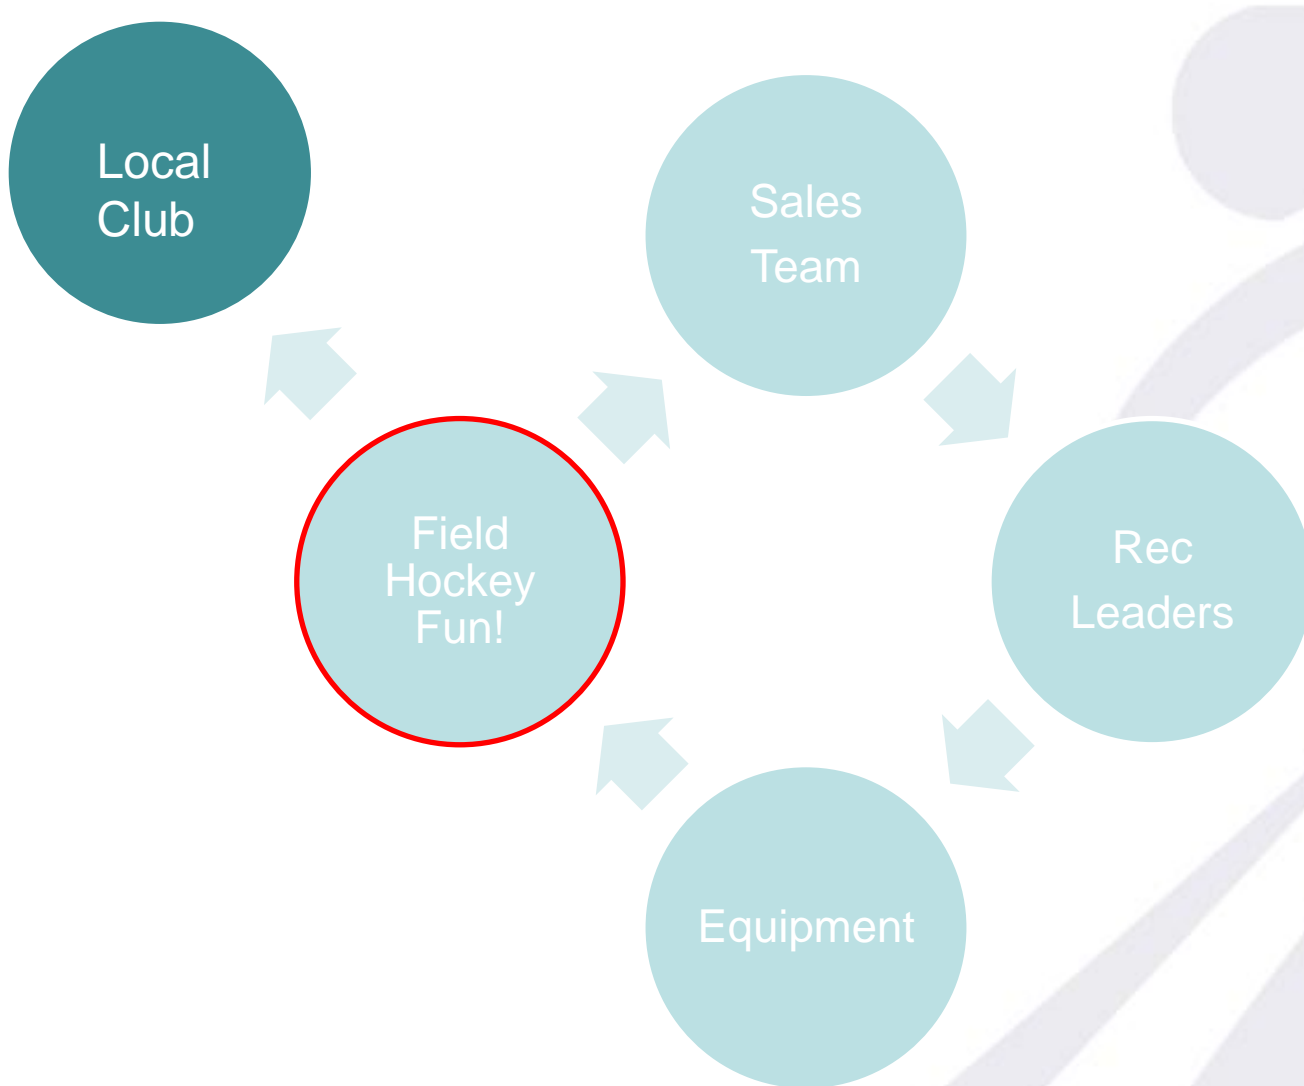 Local
Club
Sales
Team
Field
Hockey
Fun!
Rec
Leaders
Equipment